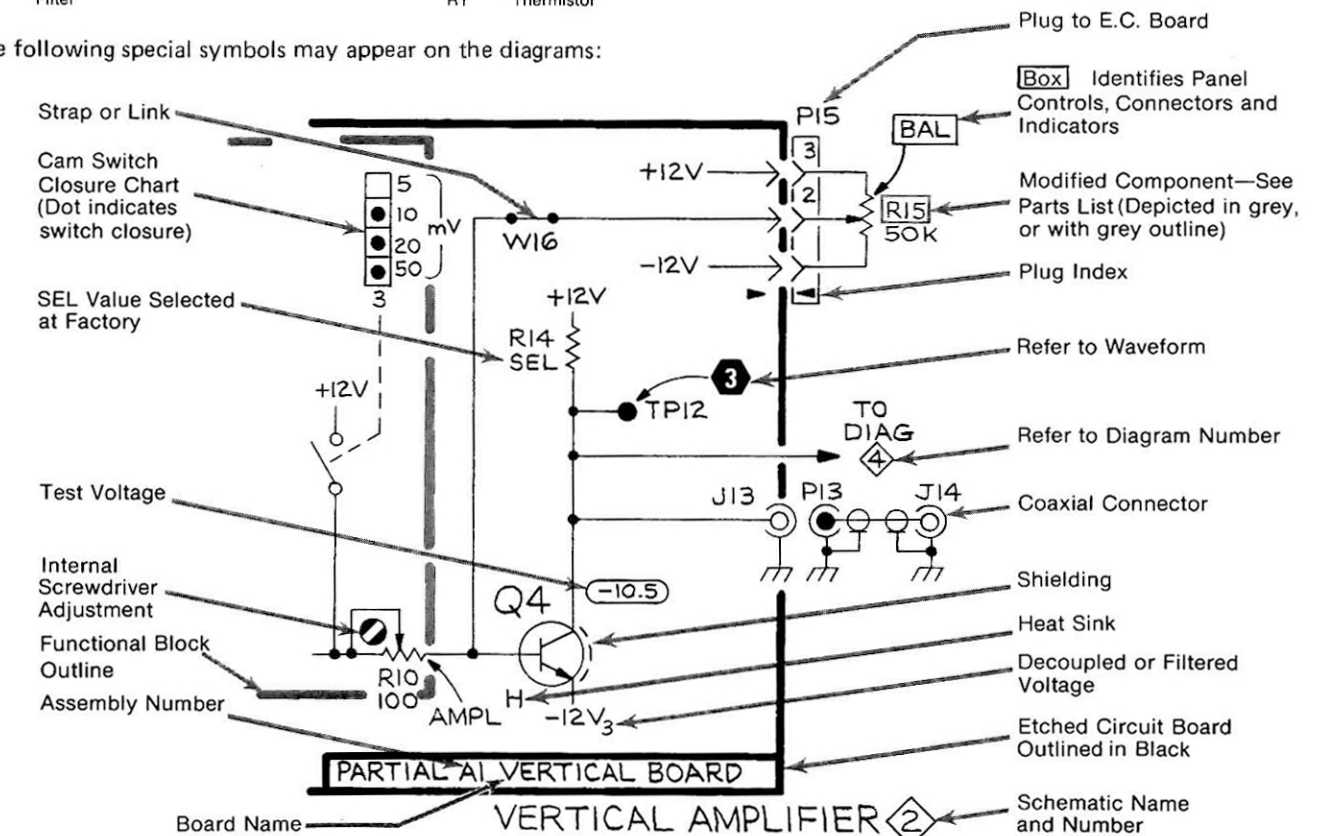 RT Thermistor
e following special symbols may appear on the diagrams:
Plug to E.C. Board
Box Identifies Panel
Controls, Connectors and
Indicators
Strap or Link
P15
BAL
Cam Switch
Closure Chart
(Dot indicates
switch closure)
5
10
20
50
mV
3
W16
+12V
3
2
-12V
R15
50K
Modified Component—See
Parts List (Depicted in grey,
or with grey outline)
Plug Index
SEL Value Selected
at Factory
+12V
R14
SEL
3
Refer to Waveform
TP12
+12V
TO
DIAG
4
Refer to Diagram Number
Test Voltage
J13
P13
J14
Coaxial Connector
-10.5
Internal
Screwdriver
Adjustment
Q4
Shielding
Heat Sink
Functional Block
Outline
R10
100
AMPL
H
-12V3
Decoupled or Filtered
Voltage
Assembly Number
Etched Circuit Board
Outlined in Black
PARTIAL A1 VERTICAL BOARD
Board Name
VERTICAL AMPLIFIER 2
Schematic Name
and Number